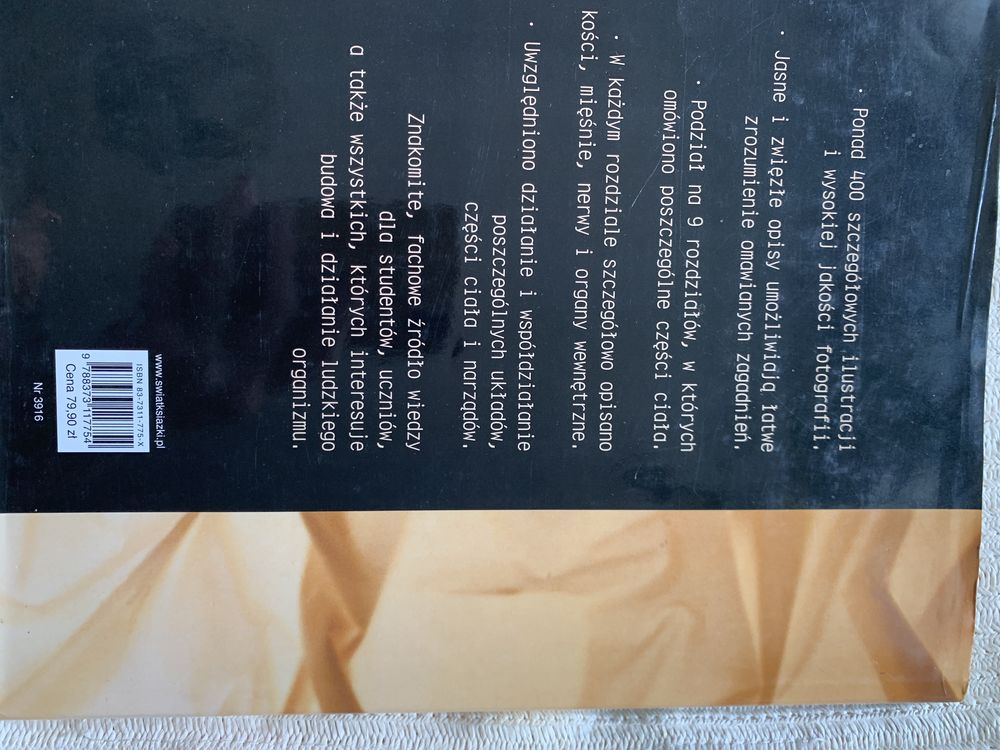 · Ponad 400 szczegółowych ilustracji
i wysokiej jakości fotografii.
· Jasne i zwięzłe opisy umożliwiają łatwe
zrozumienie omawianych zagadnień.
· Podział na 9 rozdziałów, w których
omówiono poszczególne części ciała.
· W każdym rozdziale szczegółowo opisano
kości, mięśnie, nerwy i organy wewnętrzne.
· Uwzględniono działanie i współdziałanie
poszczególnych układów,
części ciała i narządów.
Znakomite, fachowe źródło wiedzy
dla studentów, uczniów,
a także wszystkich, których interesuje
budowa i działanie ludzkiego
organizmu.
www.swiatksiazki.pl
ISBN 83-7311-775-X
9 788373 117754
Cena 79,90 zł
Nr 3916